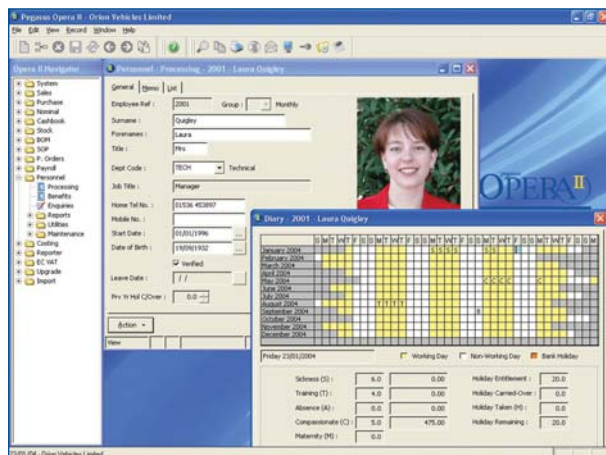 Pegasus Opera II - Orion Vehicles Limited
File Edit View Record Window Help
Opera II Navigator
System
Sales
Purchase
Nominal
Cashbook
Stock
BOM
SOP
P. Orders
Payroll
Personnel
Processing
Benefits
Enquiries
Reports
Utilities
Maintenance
Costing
Reporter
EC VAT
Upgrade
Import
Personnel : Processing - 2001 - Laura Quigley
General Memo List
Employee Ref : 2001 Group : Monthly
Surname : Quigley
Forenames : Laura
Title : Mrs
Dept Code : TECH Technical
Job Title : Manager
Home Tel No. : 01536 453897
Mobile No. :
Start Date : 01/01/1996
Date of Birth : 19/09/1932
Verified
Leave Date : / /
Prv Yr Hol C/Over : 0.0
Action
View
OPERA II
Diary - 2001 - Laura Quigley
S M T W T F S S M T W T F S S M T W T F S S M T W T F S S M T W T F S S M
January 2004 S S S S S S
February 2004
March 2004
April 2004
May 2004 C C C C C
June 2004
July 2004
August 2004 T T T T
September 2004
October 2004
November 2004
December 2004
Friday 23/01/2004 Working Day Non-Working Day Bank Holiday
Sickness (S) : 6.0 0.00 Holiday Entitlement : 20.0
Training (T) : 4.0 0.00 Holiday Carried-Over : 0.0
Absence (A) : 0.0 0.00 Holiday Taken (H) : 0.0
Compassionate (C) : 5.0 475.00 Holiday Remaining : 20.0
Maternity (M) : 0.0
23/01/04 - Orion Vehicles Limited